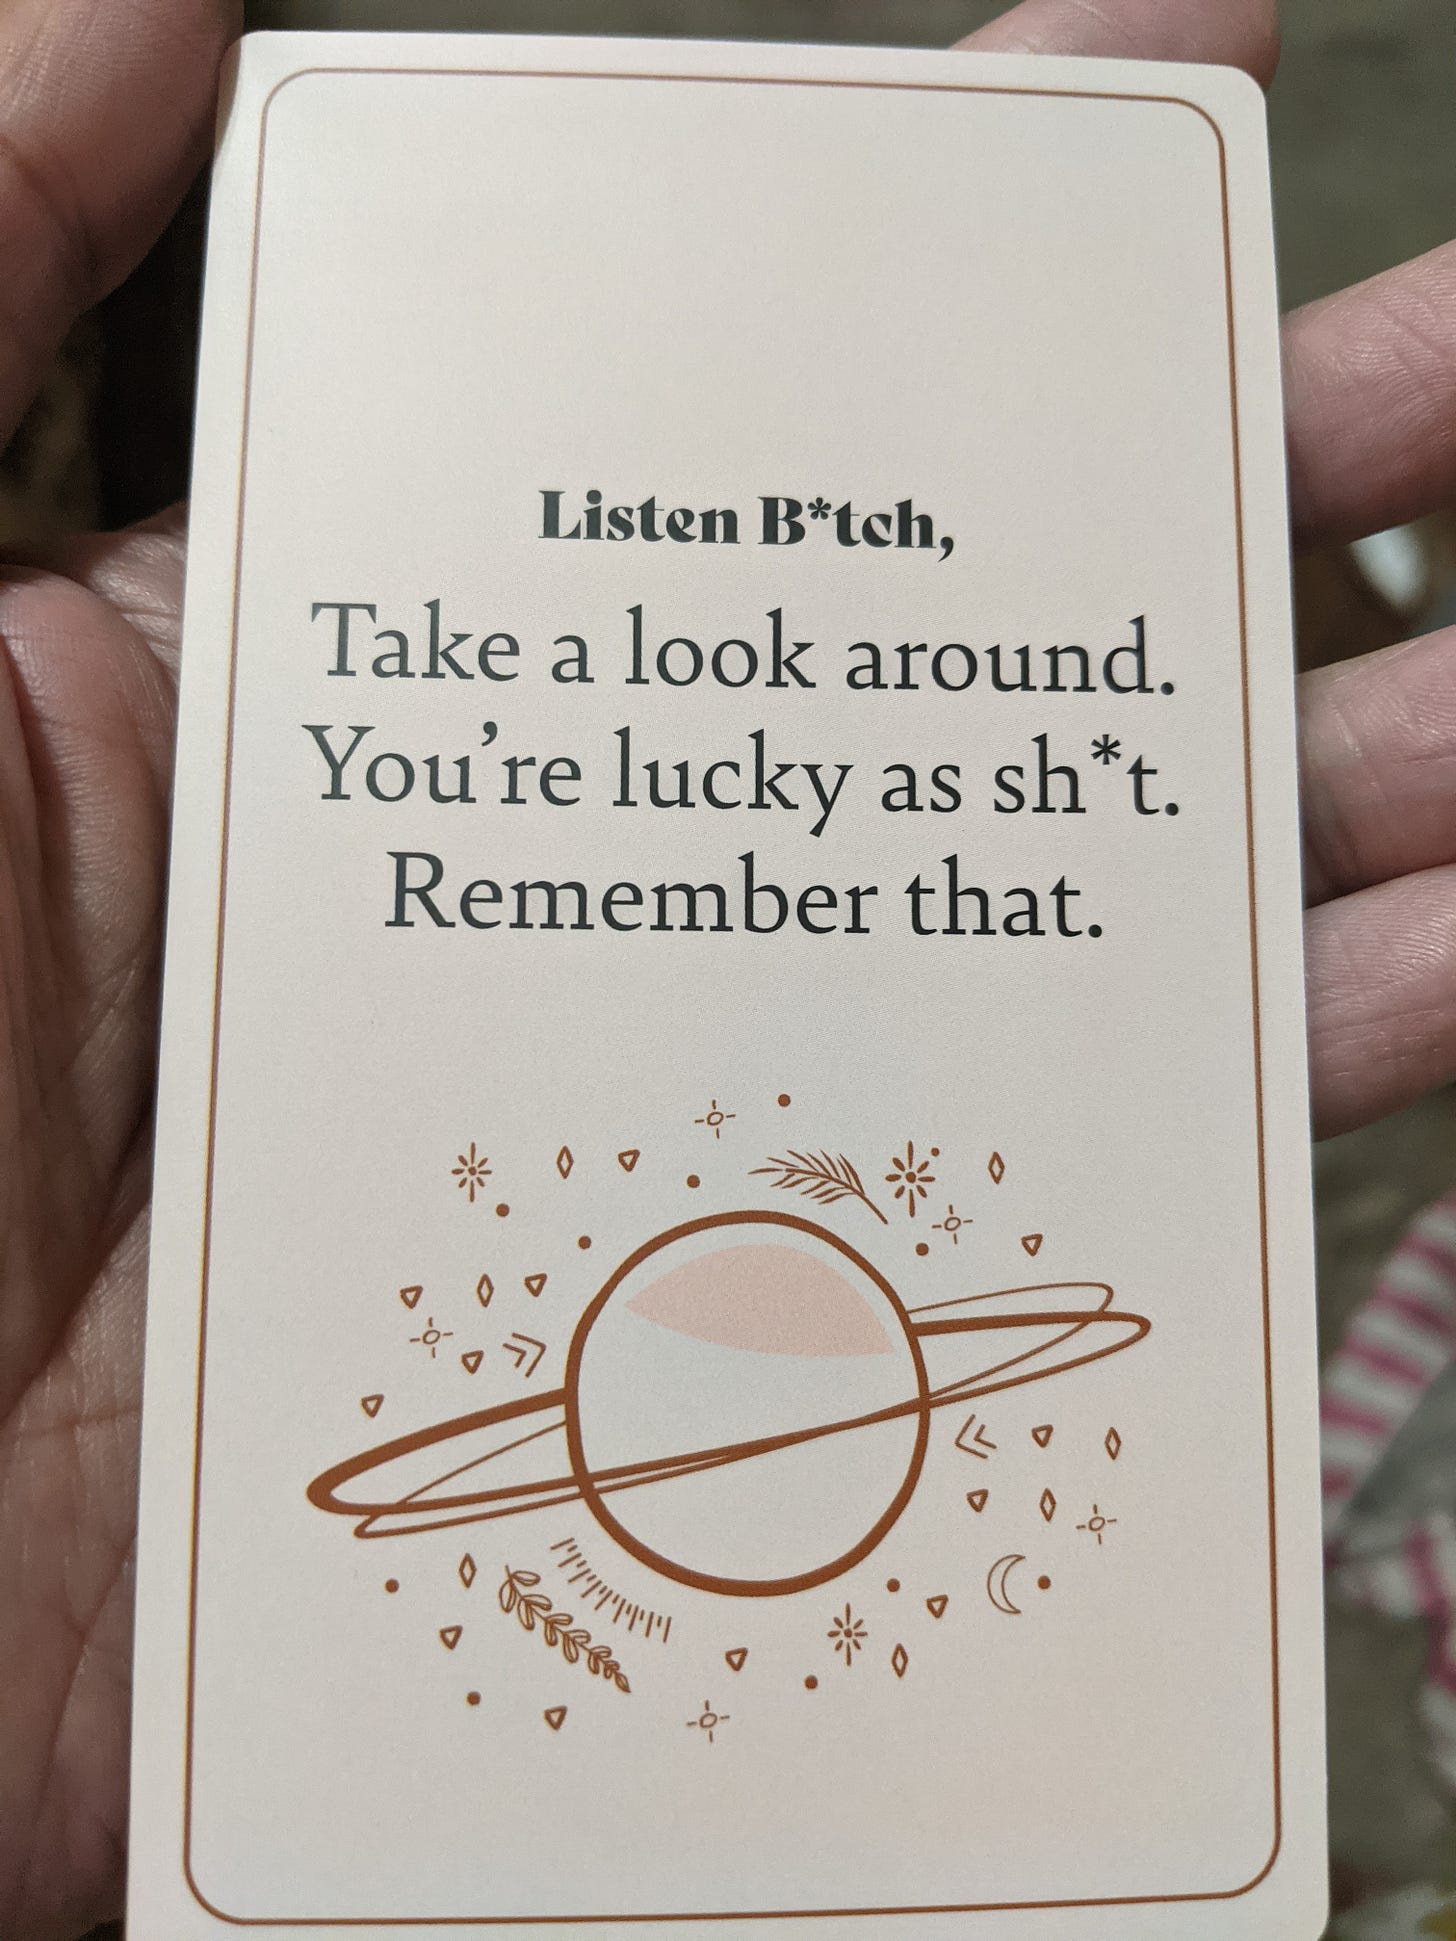 Listen B*tch,
Take a look around.
You’re lucky as sh*t.
Remember that.